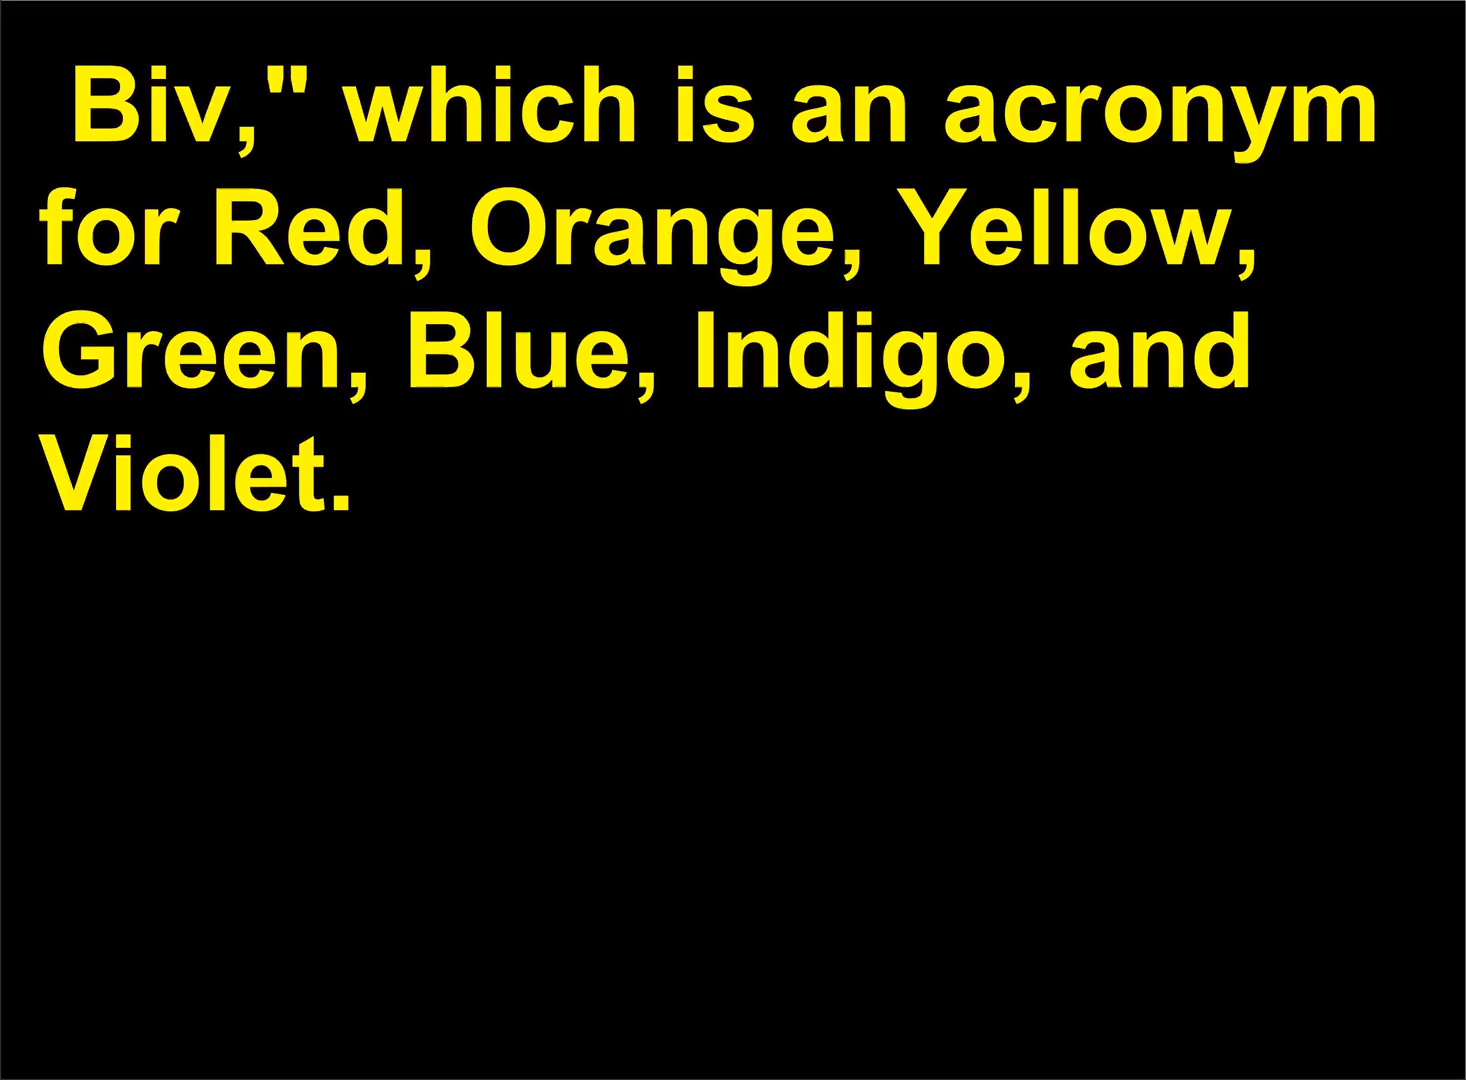 Biv," which is an acronym
for Red, Orange, Yellow,
Green, Blue, Indigo, and
Violet.